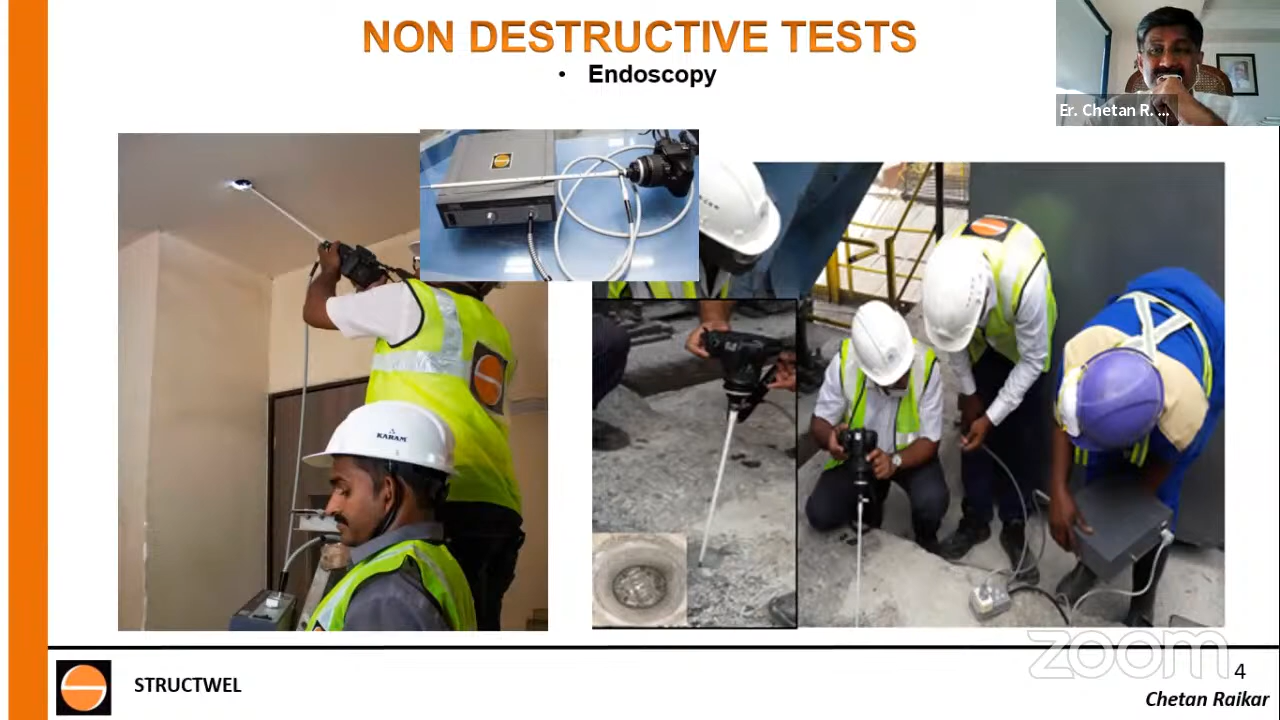 NON DESTRUCTIVE TESTS
• Endoscopy
Er. Chetan R. ...
KARAM
zoom
STRUCTWEL
4
Chetan Raikar